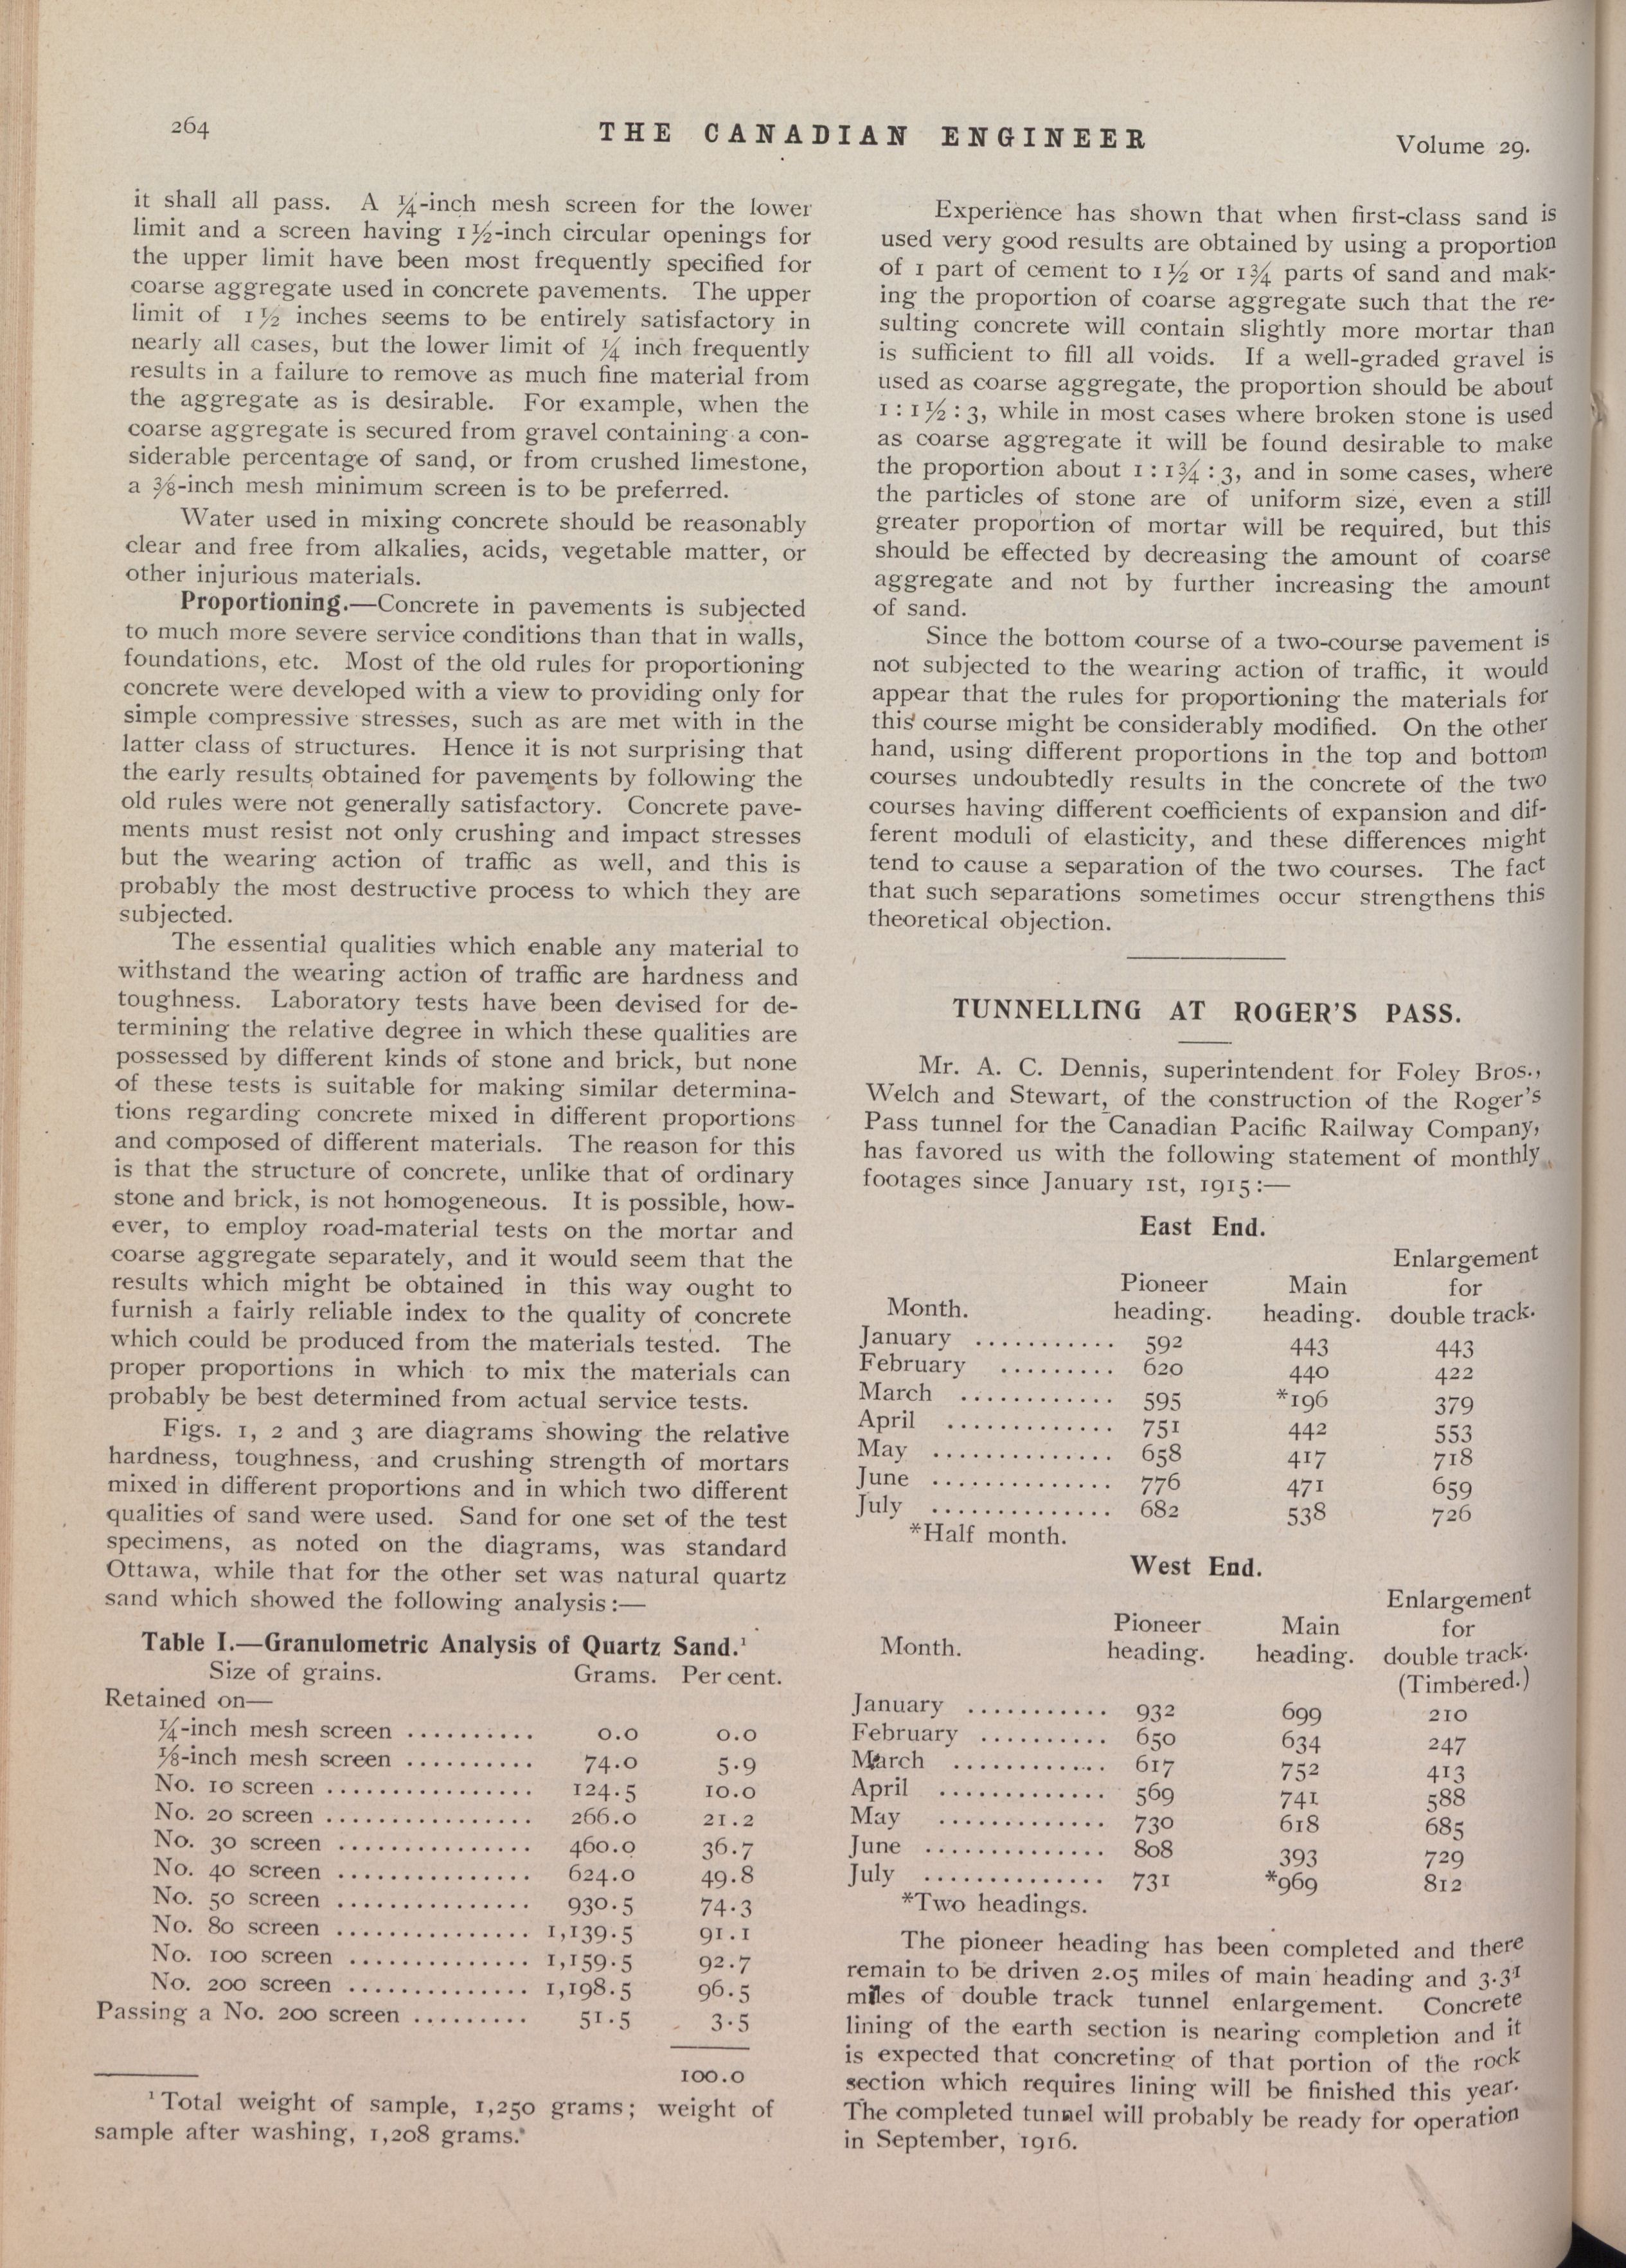 264
THE CANADIAN ENGINEER
Volume 29.
it shall all pass. A ¼-inch mesh screen for the lower
limit and a screen having 1½-inch circular openings for
the upper limit have been most frequently specified for
coarse aggregate used in concrete pavements. The upper
limit of 1½ inches seems to be entirely satisfactory in
nearly all cases, but the lower limit of ¼ inch frequently
results in a failure to remove as much fine material from
the aggregate as is desirable. For example, when the
coarse aggregate is secured from gravel containing a con-
siderable percentage of sand, or from crushed limestone,
a ⅜-inch mesh minimum screen is to be preferred.
Water used in mixing concrete should be reasonably
clear and free from alkalies, acids, vegetable matter, or
other injurious materials.
Proportioning.—Concrete in pavements is subjected
to much more severe service conditions than that in walls,
foundations, etc. Most of the old rules for proportioning
concrete were developed with a view to providing only for
simple compressive stresses, such as are met with in the
latter class of structures. Hence it is not surprising that
the early results obtained for pavements by following the
old rules were not generally satisfactory. Concrete pave-
ments must resist not only crushing and impact stresses
but the wearing action of traffic as well, and this is
probably the most destructive process to which they are
subjected.
The essential qualities which enable any material to
withstand the wearing action of traffic are hardness and
toughness. Laboratory tests have been devised for de-
termining the relative degree in which these qualities are
possessed by different kinds of stone and brick, but none
of these tests is suitable for making similar determina-
tions regarding concrete mixed in different proportions
and composed of different materials. The reason for this
is that the structure of concrete, unlike that of ordinary
stone and brick, is not homogeneous. It is possible, how-
ever, to employ road-material tests on the mortar and
coarse aggregate separately, and it would seem that the
results which might be obtained in this way ought to
furnish a fairly reliable index to the quality of concrete
which could be produced from the materials tested. The
proper proportions in which to mix the materials can
probably be best determined from actual service tests.
Figs. 1, 2 and 3 are diagrams showing the relative
hardness, toughness, and crushing strength of mortars
mixed in different proportions and in which two different
qualities of sand were used. Sand for one set of the test
specimens, as noted on the diagrams, was standard
Ottawa, while that for the other set was natural quartz
sand which showed the following analysis:—
Table I.—Granulometric Analysis of Quartz Sand.¹
Size of grains. Grams. Per cent.
Retained on—
¼-inch mesh screen .......... 0.0 0.0
⅛-inch mesh screen .......... 74.0 5.9
No. 10 screen ................ 124.5 10.0
No. 20 screen ................ 266.0 21.2
No. 30 screen ............... 460.0 36.7
No. 40 screen ............... 624.0 49.8
No. 50 screen ............... 930.5 74.3
No. 80 screen ............... 1,139.5 91.1
No. 100 screen .............. 1,159.5 92.7
No. 200 screen .............. 1,198.5 96.5
Passing a No. 200 screen ......... 51.5 3.5
100.0
¹ Total weight of sample, 1,250 grams; weight of
sample after washing, 1,208 grams.
Experience has shown that when first-class sand is
used very good results are obtained by using a proportion
of 1 part of cement to 1½ or 1¾ parts of sand and mak-
ing the proportion of coarse aggregate such that the re-
sulting concrete will contain slightly more mortar than
is sufficient to fill all voids. If a well-graded gravel is
used as coarse aggregate, the proportion should be about
1 : 1½ : 3, while in most cases where broken stone is used
as coarse aggregate it will be found desirable to make
the proportion about 1 : 1¾ : 3, and in some cases, where
the particles of stone are of uniform size, even a still
greater proportion of mortar will be required, but this
should be effected by decreasing the amount of coarse
aggregate and not by further increasing the amount
of sand.
Since the bottom course of a two-course pavement is
not subjected to the wearing action of traffic, it would
appear that the rules for proportioning the materials for
this course might be considerably modified. On the other
hand, using different proportions in the top and bottom
courses undoubtedly results in the concrete of the two
courses having different coefficients of expansion and dif-
ferent moduli of elasticity, and these differences might
tend to cause a separation of the two courses. The fact
that such separations sometimes occur strengthens this
theoretical objection.
TUNNELLING AT ROGER'S PASS.
Mr. A. C. Dennis, superintendent for Foley Bros.,
Welch and Stewart, of the construction of the Roger's
Pass tunnel for the Canadian Pacific Railway Company,
has favored us with the following statement of monthly
footages since January 1st, 1915:—
East End.
Enlargement
Pioneer Main for
Month. heading. heading. double track.
January ........... 592 443 443
February ......... 620 440 422
March ............ 595 *196 379
April ............. 751 442 553
May .............. 658 417 718
June .............. 776 471 659
July .............. 682 538 726
*Half month.
West End.
Enlargement
Pioneer Main for
Month. heading. heading. double track.
(Timbered.)
January ........... 932 699 210
February .......... 650 634 247
March ............ 617 752 413
April ............. 569 741 588
May ............. 730 618 685
June .............. 808 393 729
July .............. 731 *969 812
*Two headings.
The pioneer heading has been completed and there
remain to be driven 2.05 miles of main heading and 3.31
miles of double track tunnel enlargement. Concrete
lining of the earth section is nearing completion and it
is expected that concreting of that portion of the rock
section which requires lining will be finished this year.
The completed tunnel will probably be ready for operation
in September, 1916.